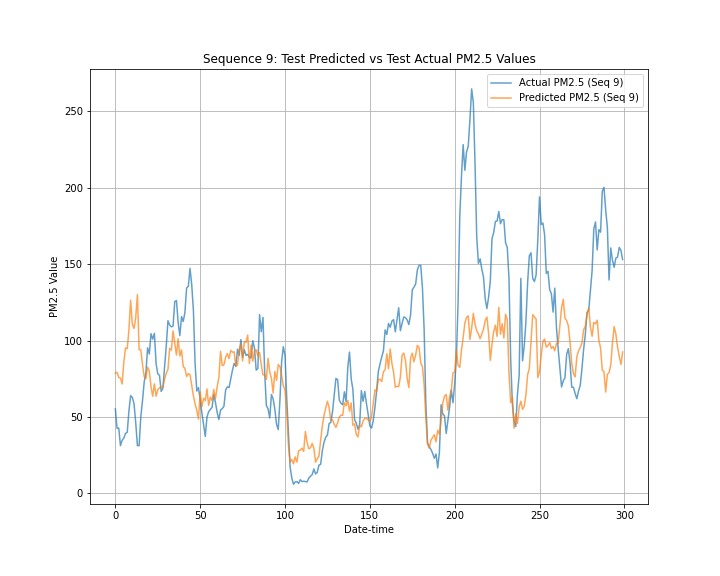 Sequence 9: Test Predicted vs Test Actual PM2.5 Values
Actual PM2.5 (Seq 9)
Predicted PM2.5 (Seq 9)
250
200
150
100
50
0
PM2.5 Value
0 50 100 150 200 250 300
Date-time